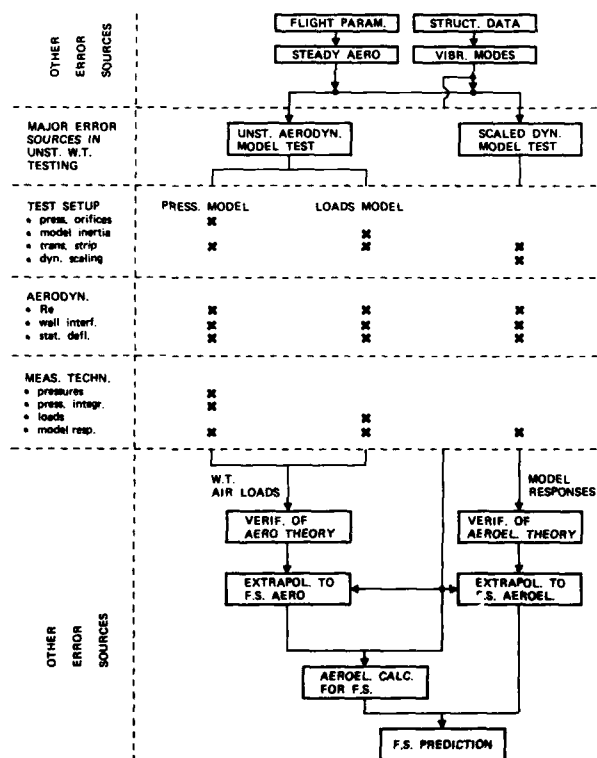 OTHER
ERROR
SOURCES
FLIGHT PARAM.
STRUCT. DATA
STEADY AERO
VIBR. MODES
MAJOR ERROR
SOURCES IN
UNST. W.T.
TESTING
UNST. AERODYN.
MODEL TEST
SCALED DYN.
MODEL TEST
TEST SETUP
• press. orifices
• model inertia
• trans. strip
• dyn. scaling
PRESS. MODEL
LOADS MODEL
AERODYN.
• Re
• wall interf.
• stat. defl.
MEAS. TECHN.
• pressures
• press. integr.
• loads
• model resp.
W.T.
AIR LOADS
MODEL
RESPONSES
VERIF. OF
AERO THEORY
VERIF. OF
AEROEL. THEORY
EXTRAPOL. TO
F.S. AERO
EXTRAPOL. TO
F.S. AEROEL.
OTHER
ERROR
SOURCES
AEROEL. CALC.
FOR F.S.
F.S. PREDICTION